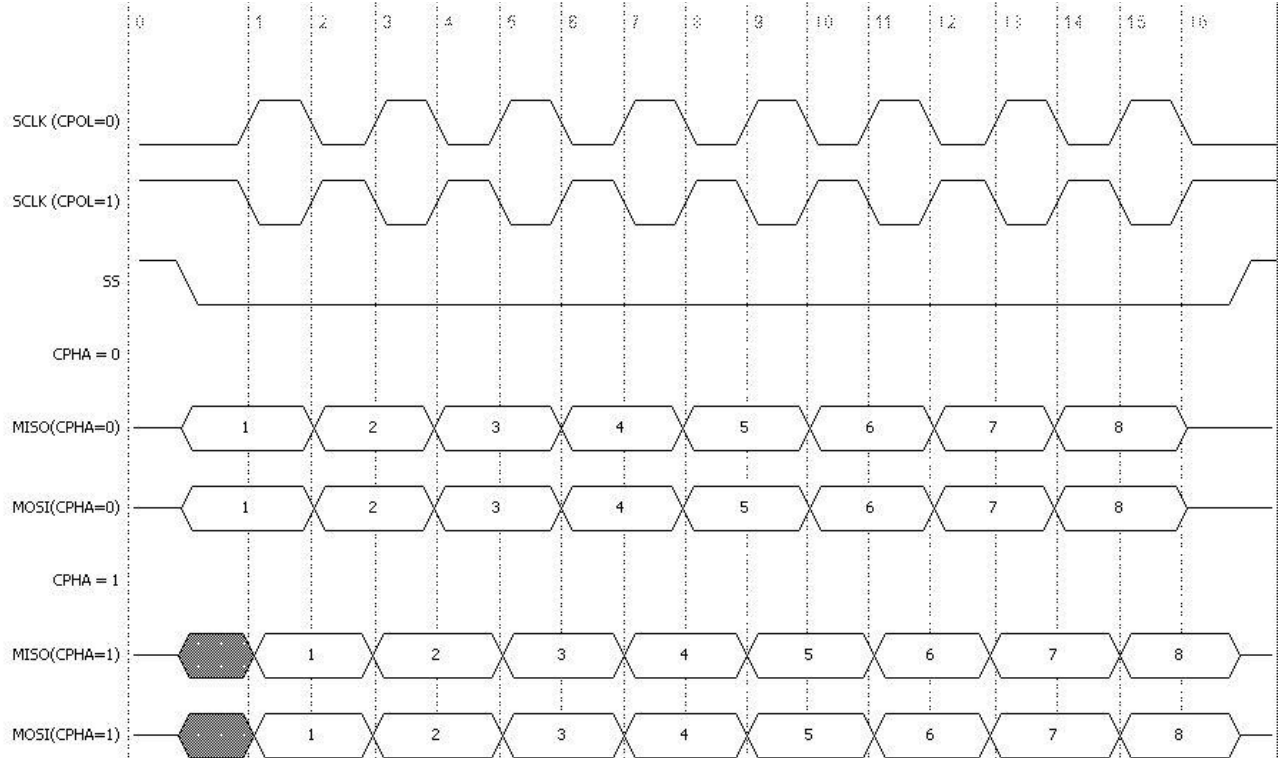 0 1 2 3 4 5 6 7 8 9 10 11 12 13 14 15 16
SCLK (CPOL=0)
SCLK (CPOL=1)
SS
CPHA = 0
MISO(CPHA=0) 1 2 3 4 5 6 7 8
MOSI(CPHA=0) 1 2 3 4 5 6 7 8
CPHA = 1
MISO(CPHA=1) 1 2 3 4 5 6 7 8
MOSI(CPHA=1) 1 2 3 4 5 6 7 8